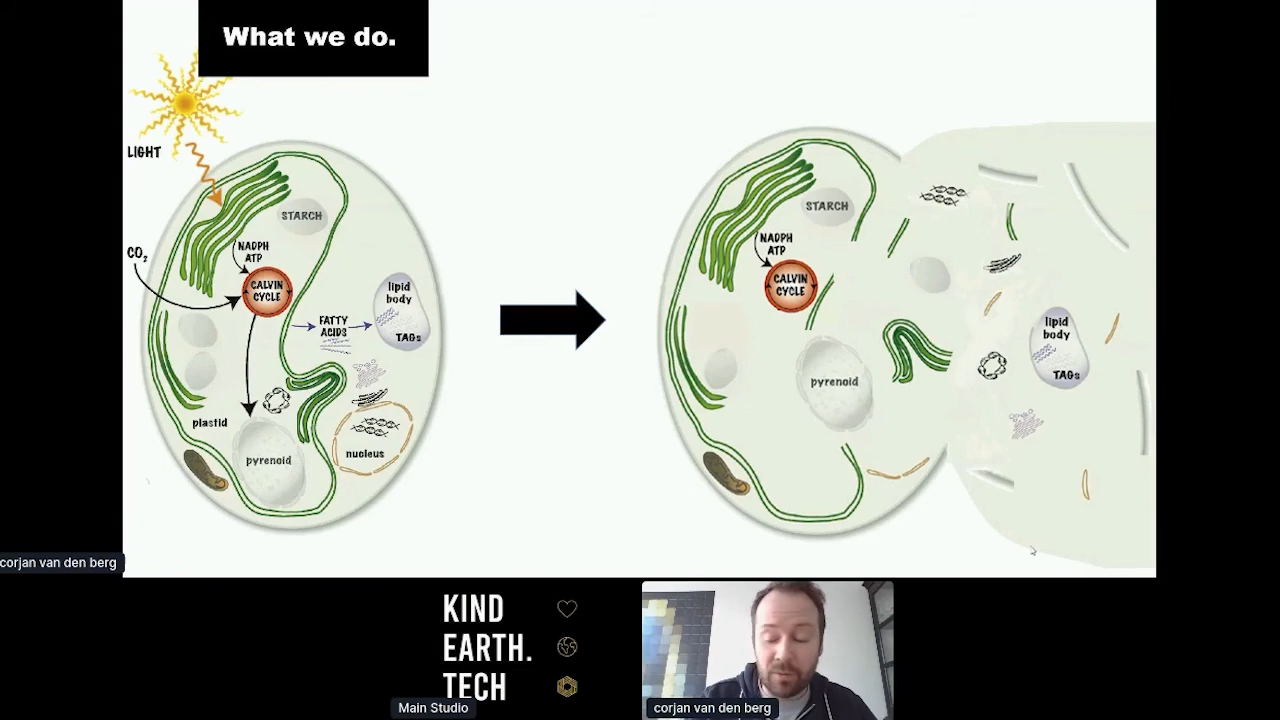 What we do.
LIGHT
CO2
STARCH
NADPH
ATP
CALVIN
CYCLE
FATTY
ACIDS
lipid
body
TAGs
plastid
pyrenoid
nucleus
STARCH
NADPH
ATP
CALVIN
CYCLE
pyrenoid
lipid
body
TAGs
corjan van den berg
KIND
EARTH.
TECH
Main Studio
corjan van den berg